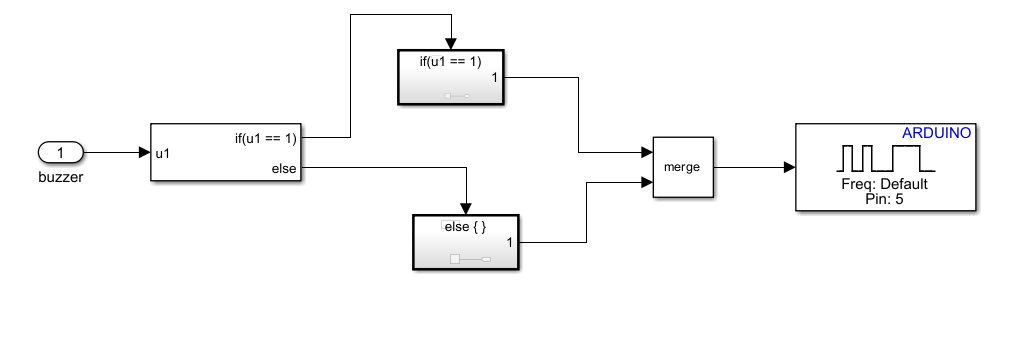 if(u1 == 1)
1
ARDUINO
1
u1
if(u1 == 1)
else
buzzer
merge
Freq: Default
Pin: 5
else { }
1